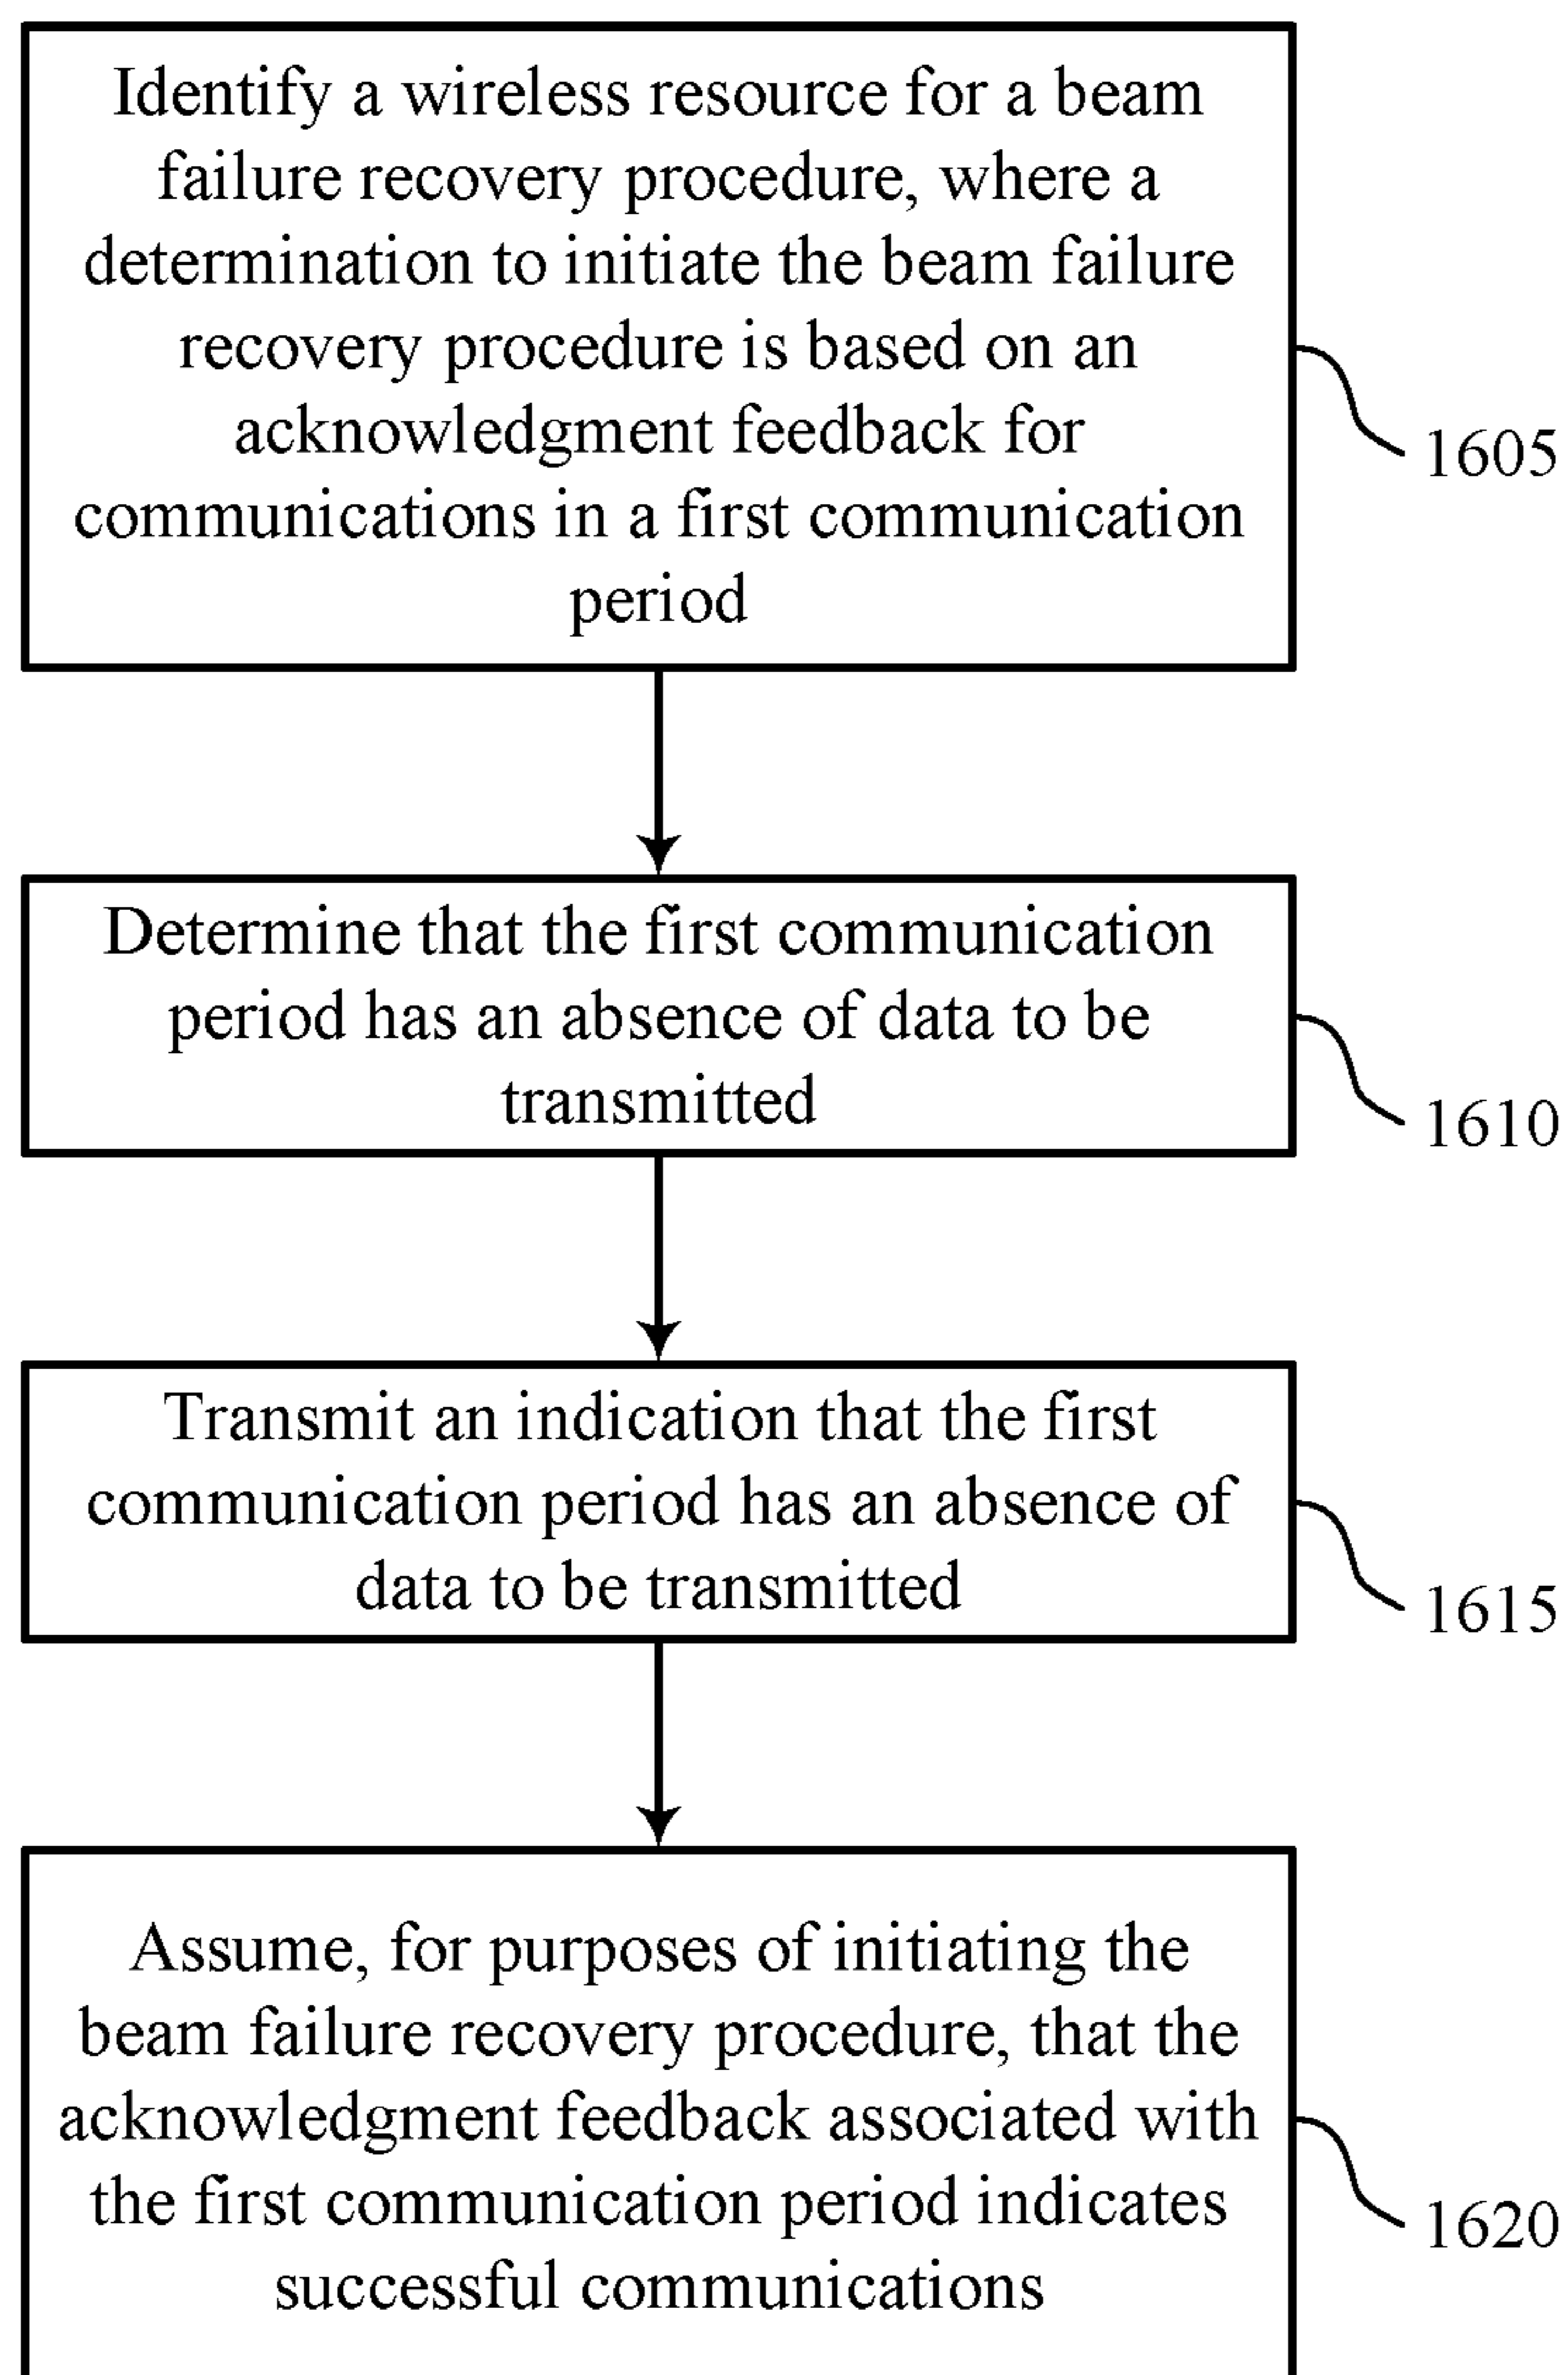 Identify a wireless resource for a beam
failure recovery procedure, where a
determination to initiate the beam failure
recovery procedure is based on an
acknowledgment feedback for
communications in a first communication
period
1605
Determine that the first communication
period has an absence of data to be
transmitted
1610
Transmit an indication that the first
communication period has an absence of
data to be transmitted
1615
Assume, for purposes of initiating the
beam failure recovery procedure, that the
acknowledgment feedback associated with
the first communication period indicates
successful communications
1620